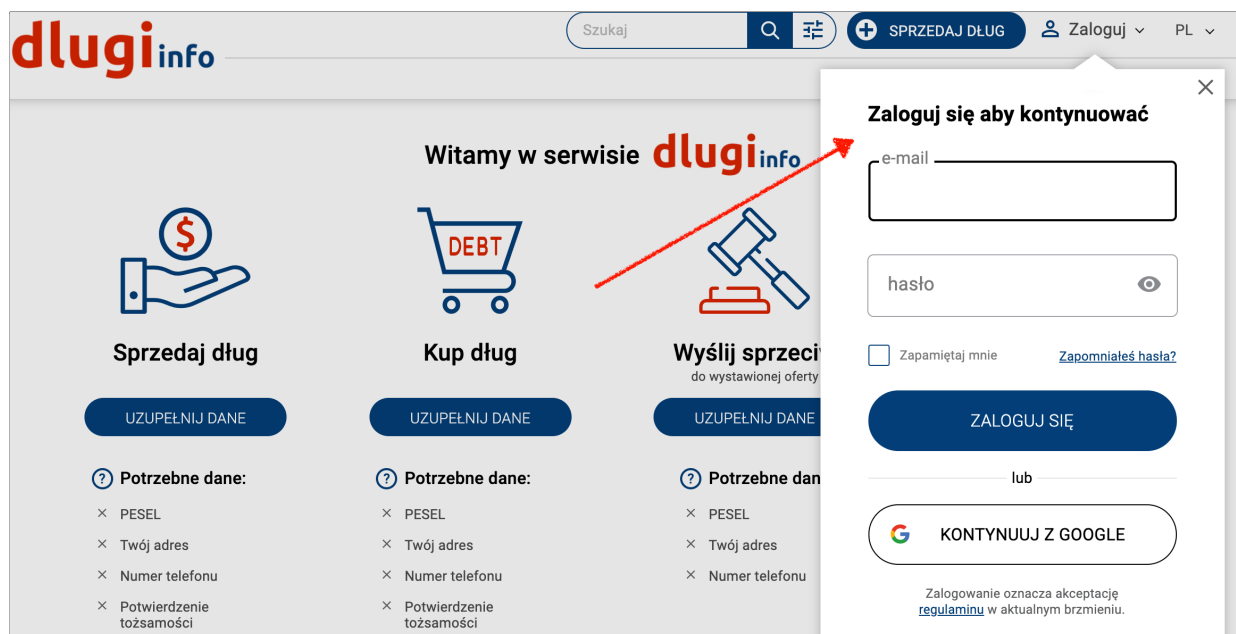 dlugi info
Szukaj
SPRZEDAJ DŁUG
Zaloguj
PL
Witamy w serwisie dlugi info
$
Sprzedaj dług
UZUPEŁNIJ DANE
? Potrzebne dane:
PESEL
Twój adres
Numer telefonu
Potwierdzenie
tożsamości
DEBT
Kup dług
UZUPEŁNIJ DANE
? Potrzebne dane:
PESEL
Twój adres
Numer telefonu
Potwierdzenie
tożsamości
Wyślij sprzeci
do wystawionej oferty
UZUPEŁNIJ DANE
? Potrzebne dan
PESEL
Twój adres
Numer telefonu
Zaloguj się aby kontynuować
e-mail
hasło
Zapamiętaj mnie
Zapomniałeś hasła?
ZALOGUJ SIĘ
lub
G KONTYNUUJ Z GOOGLE
Zalogowanie oznacza akceptację
regulaminu w aktualnym brzmieniu.